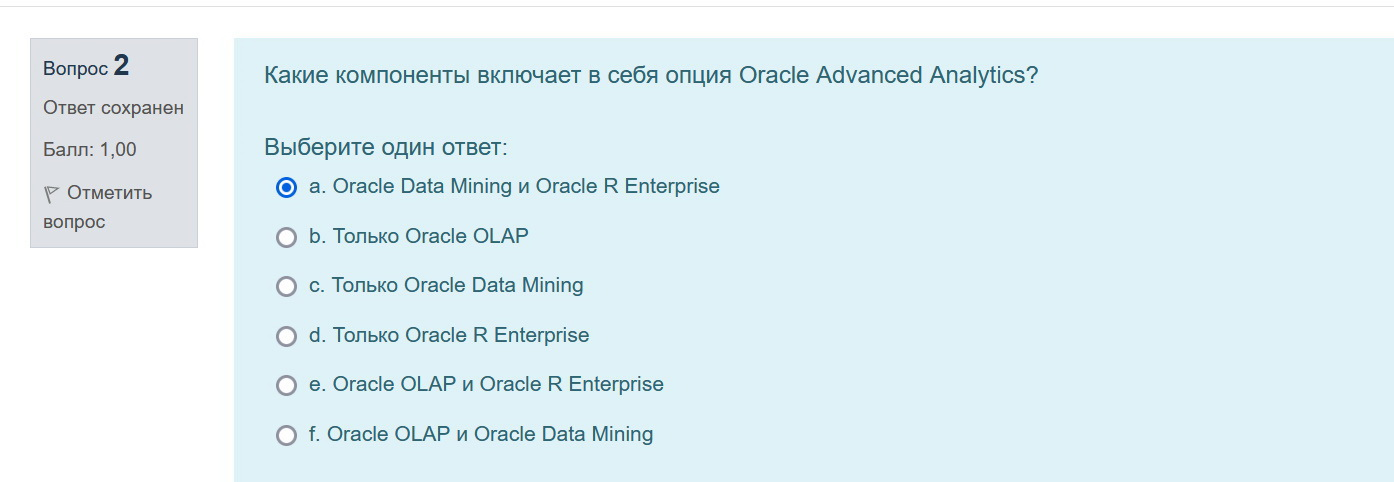 Вопрос 2
Ответ сохранен
Балл: 1,00
Отметить
вопрос
Какие компоненты включает в себя опция Oracle Advanced Analytics?
Выберите один ответ:
a. Oracle Data Mining и Oracle R Enterprise
b. Только Oracle OLAP
c. Только Oracle Data Mining
d. Только Oracle R Enterprise
e. Oracle OLAP и Oracle R Enterprise
f. Oracle OLAP и Oracle Data Mining